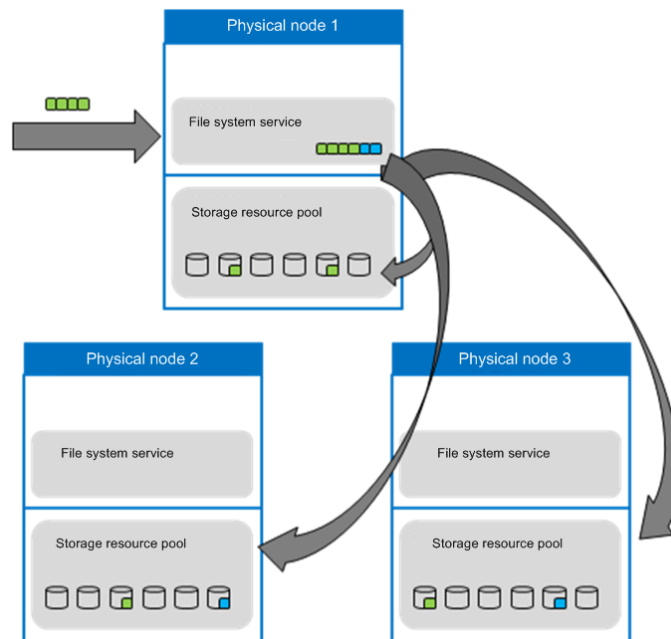 Physical node 1
File system service
Storage resource pool
Physical node 2
File system service
Storage resource pool
Physical node 3
File system service
Storage resource pool